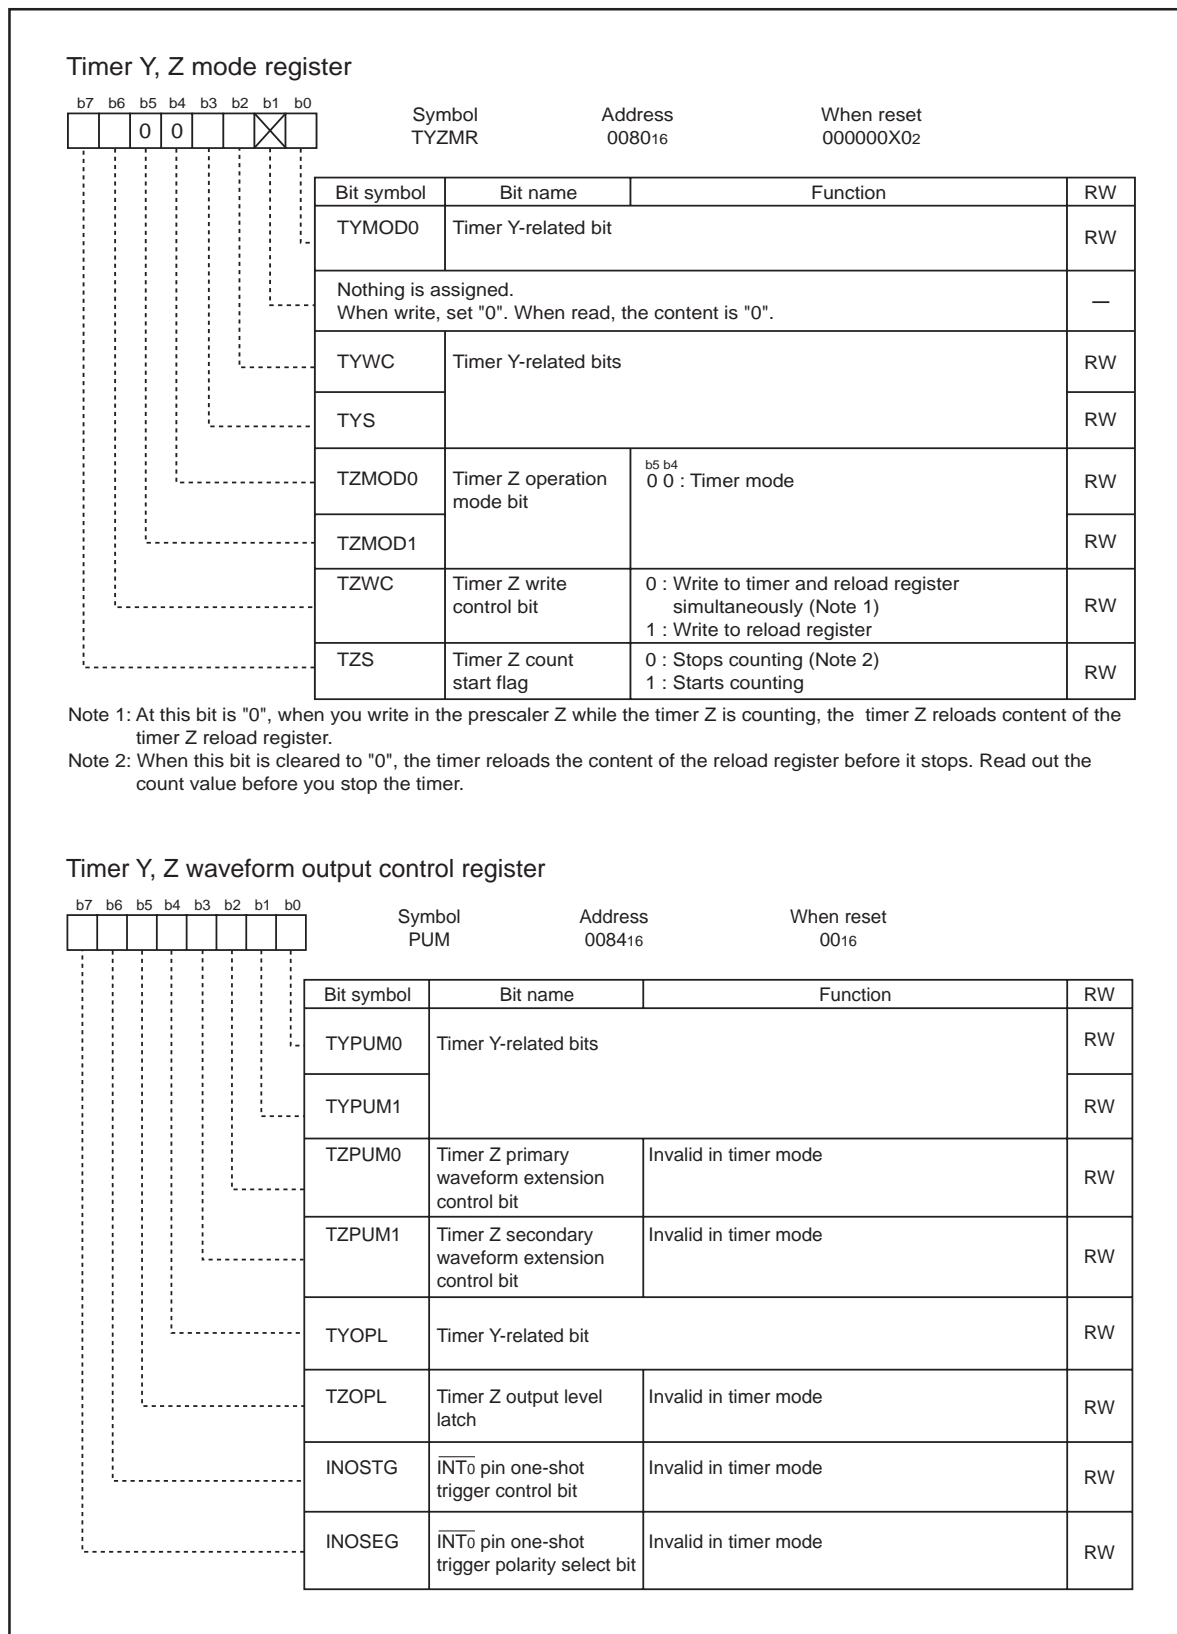 Timer Y, Z mode register
b7 b6 b5 b4 b3 b2 b1 b0
0 0
Symbol Address When reset
TYZMR 008016 000000X02
Bit symbol Bit name Function RW
TYMOD0 Timer Y-related bit RW
Nothing is assigned.
When write, set "0". When read, the content is "0". —
TYWC Timer Y-related bits RW
TYS RW
TZMOD0 Timer Z operation mode bit b5 b4
0 0 : Timer mode RW
TZMOD1 RW
TZWC Timer Z write control bit 0 : Write to timer and reload register
simultaneously (Note 1)
1 : Write to reload register RW
TZS Timer Z count start flag 0 : Stops counting (Note 2)
1 : Starts counting RW
Note 1: At this bit is "0", when you write in the prescaler Z while the timer Z is counting, the timer Z reloads content of the
timer Z reload register.
Note 2: When this bit is cleared to "0", the timer reloads the content of the reload register before it stops. Read out the
count value before you stop the timer.
Timer Y, Z waveform output control register
b7 b6 b5 b4 b3 b2 b1 b0
Symbol Address When reset
PUM 008416 0016
Bit symbol Bit name Function RW
TYPUM0 Timer Y-related bits RW
TYPUM1 RW
TZPUM0 Timer Z primary waveform extension control bit Invalid in timer mode RW
TZPUM1 Timer Z secondary waveform extension control bit Invalid in timer mode RW
TYOPL Timer Y-related bit RW
TZOPL Timer Z output level latch Invalid in timer mode RW
INOSTG INT0 pin one-shot trigger control bit Invalid in timer mode RW
INOSEG INT0 pin one-shot trigger polarity select bit Invalid in timer mode RW